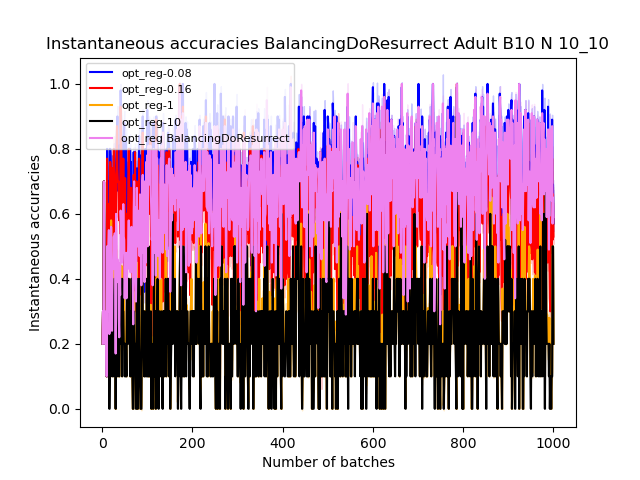 Instantaneous accuracies BalancingDoResurrect Adult B10 N 10_10
opt_reg-0.08
opt_reg-0.16
opt_reg-1
opt_reg-10
opt_reg BalancingDoResurrect
1.0
0.8
0.6
0.4
0.2
0.0
Instantaneous accuracies
0 200 400 600 800 1000
Number of batches